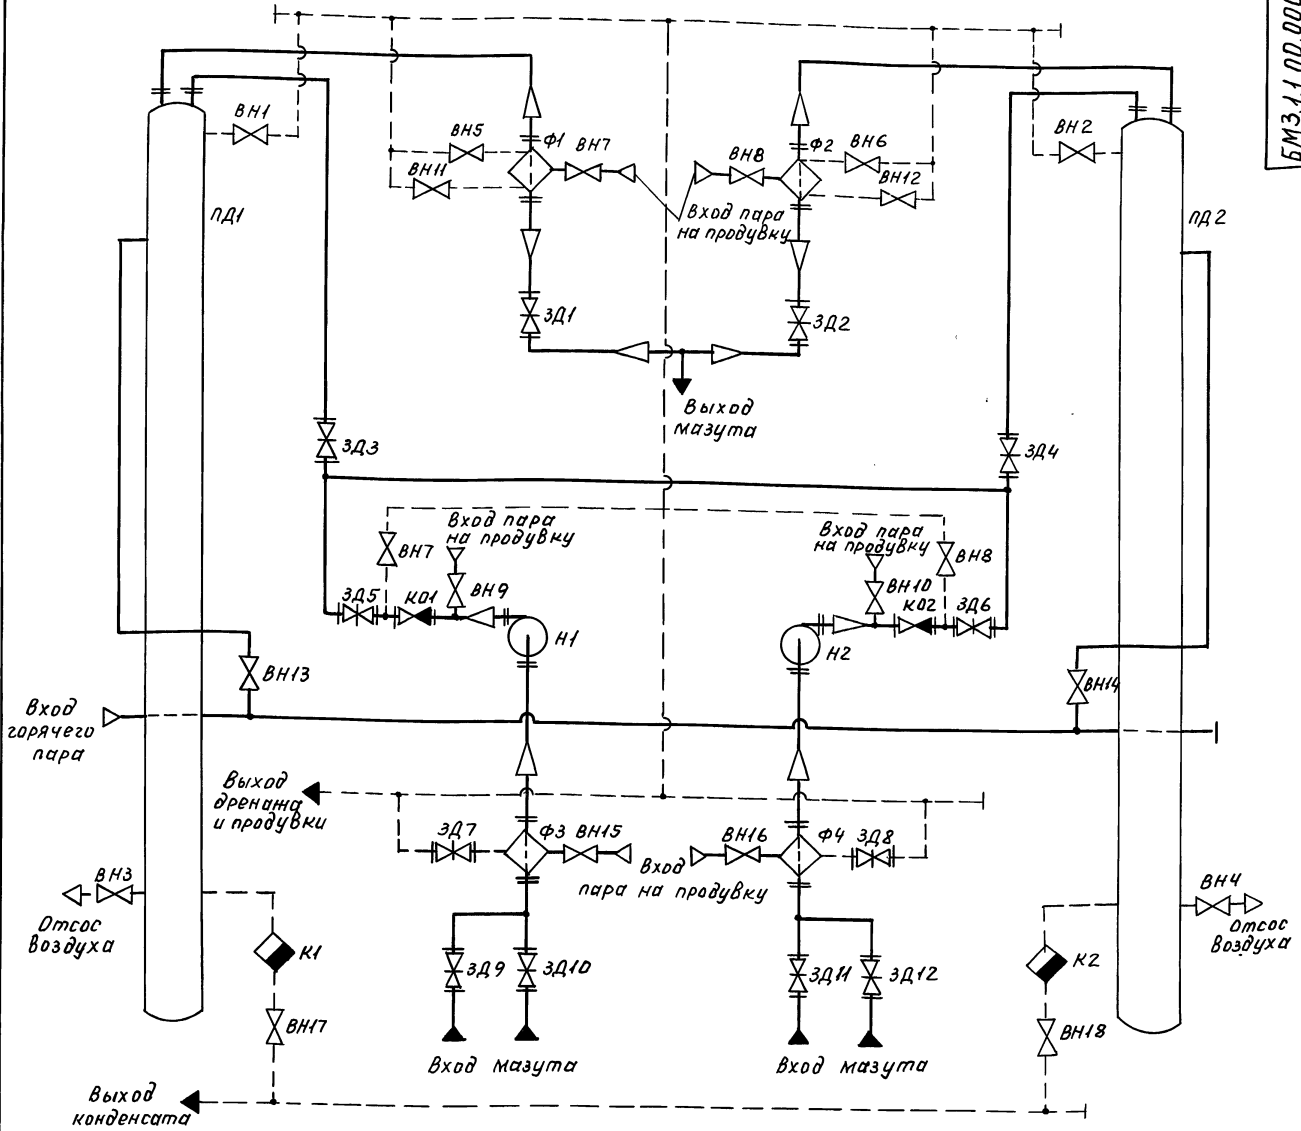 БМ3.1.1 ПО.000
ВН1
ВН5
Ф1
ВН7
ВН11
ВН8
Ф2
ВН6
ВН12
ВН2
ПД1
Вход пара
на продувку
ПД2
ЗД1
ЗД2
Выход
мазута
ЗД3
ЗД4
Вход пара
на продувку
Вход пара
на продувку
ВН7
ВН9
ВН10
ВН8
ЗД5
КО1
КО2
ЗД6
Н1
Н2
ВН13
ВН14
Вход
горячего
пара
Выход
дренажа
и продувки
ЗД7
Ф3
ВН15
ВН16
Ф4
ЗД8
Вход
пара на продувку
ВН3
ВН4
Отсос
воздуха
Отсос
воздуха
К1
К2
ЗД9
ЗД10
ЗД11
ЗД12
ВН17
ВН18
Вход мазута
Вход мазута
Выход
конденсата